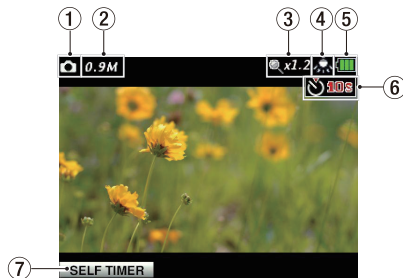 ① ② ③ ④ ⑤
0.9M x1.2
10s ⑥
⑦ SELF TIMER